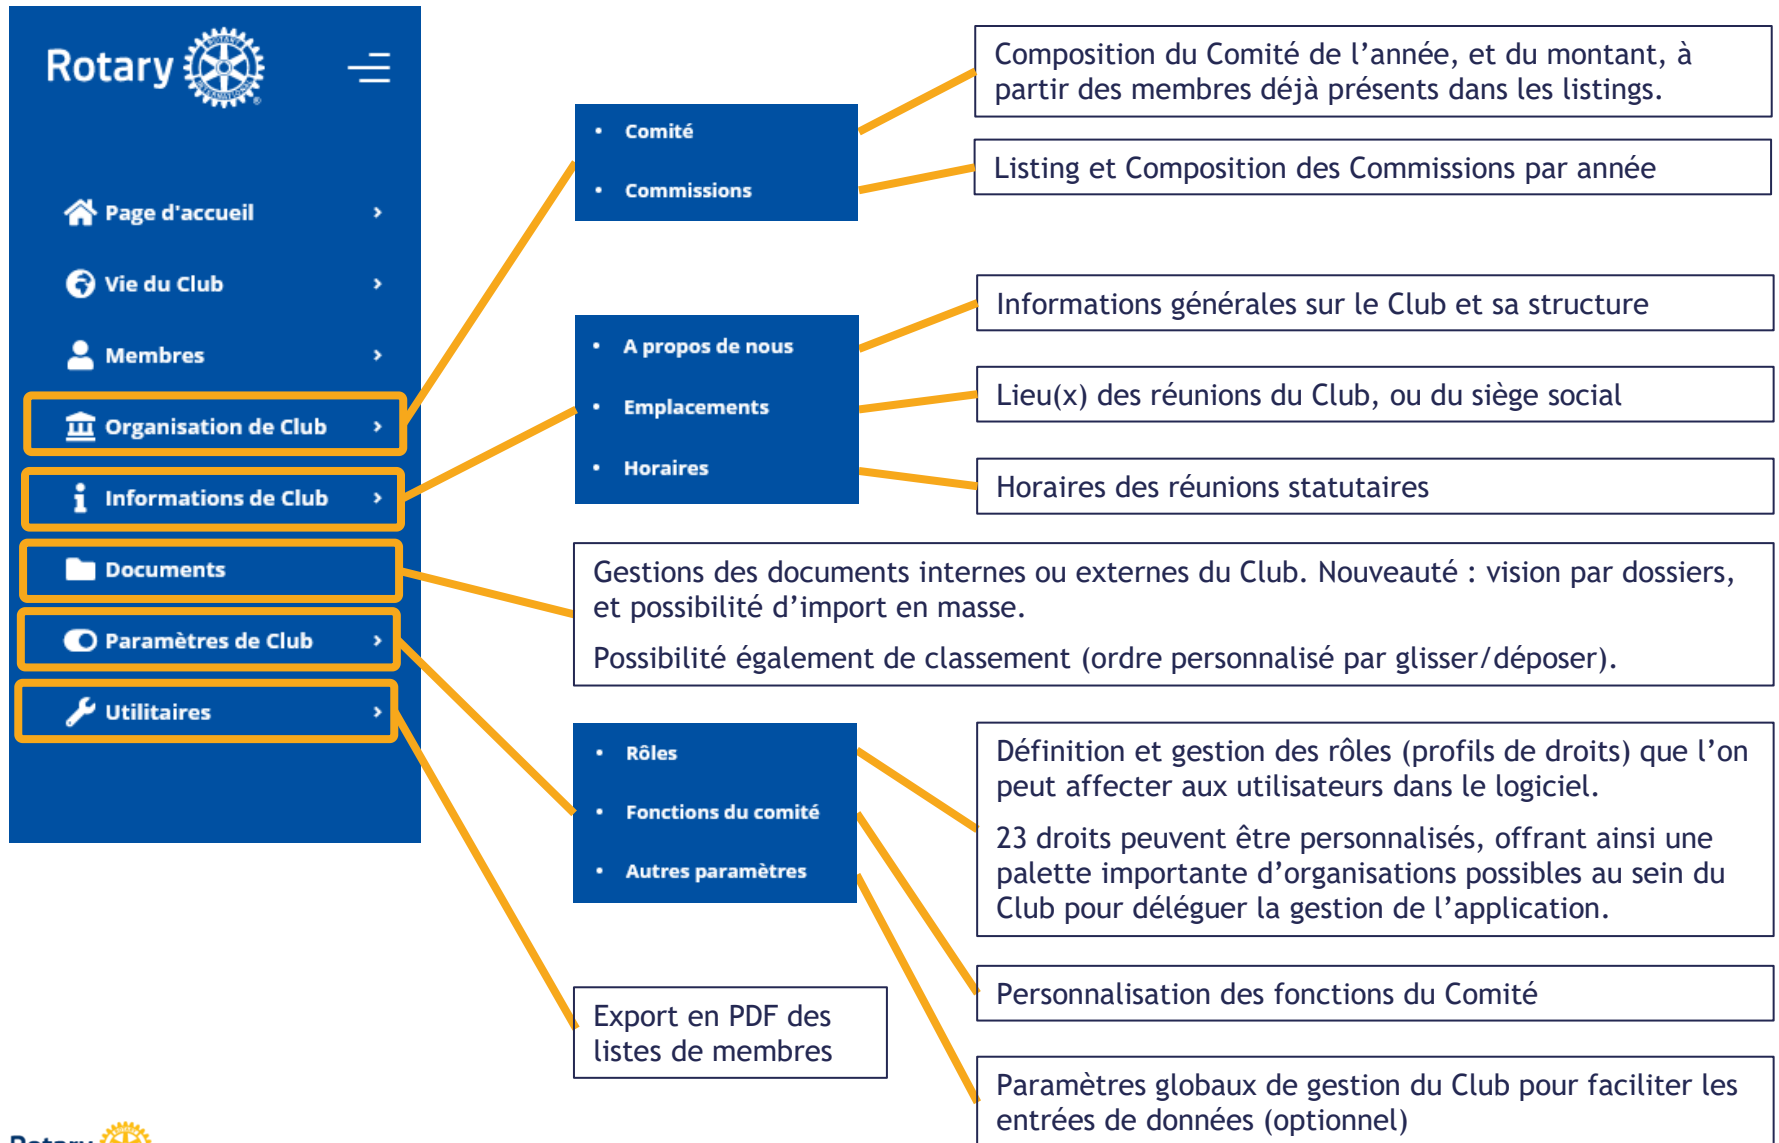 Rotary
Page d'accueil
Vie du Club
Membres
Organisation de Club
Informations de Club
Documents
Paramètres de Club
Utilitaires
• Comité
• Commissions
Composition du Comité de l’année, et du montant, à
partir des membres déjà présents dans les listings.
Listing et Composition des Commissions par année
• A propos de nous
• Emplacements
• Horaires
Informations générales sur le Club et sa structure
Lieu(x) des réunions du Club, ou du siège social
Horaires des réunions statutaires
Gestions des documents internes ou externes du Club. Nouveauté : vision par dossiers,
et possibilité d’import en masse.
Possibilité également de classement (ordre personnalisé par glisser/déposer).
• Rôles
• Fonctions du comité
• Autres paramètres
Définition et gestion des rôles (profils de droits) que l’on
peut affecter aux utilisateurs dans le logiciel.
23 droits peuvent être personnalisés, offrant ainsi une
palette importante d’organisations possibles au sein du
Club pour déléguer la gestion de l’application.
Personnalisation des fonctions du Comité
Paramètres globaux de gestion du Club pour faciliter les
entrées de données (optionnel)
Export en PDF des
listes de membres
Rotary